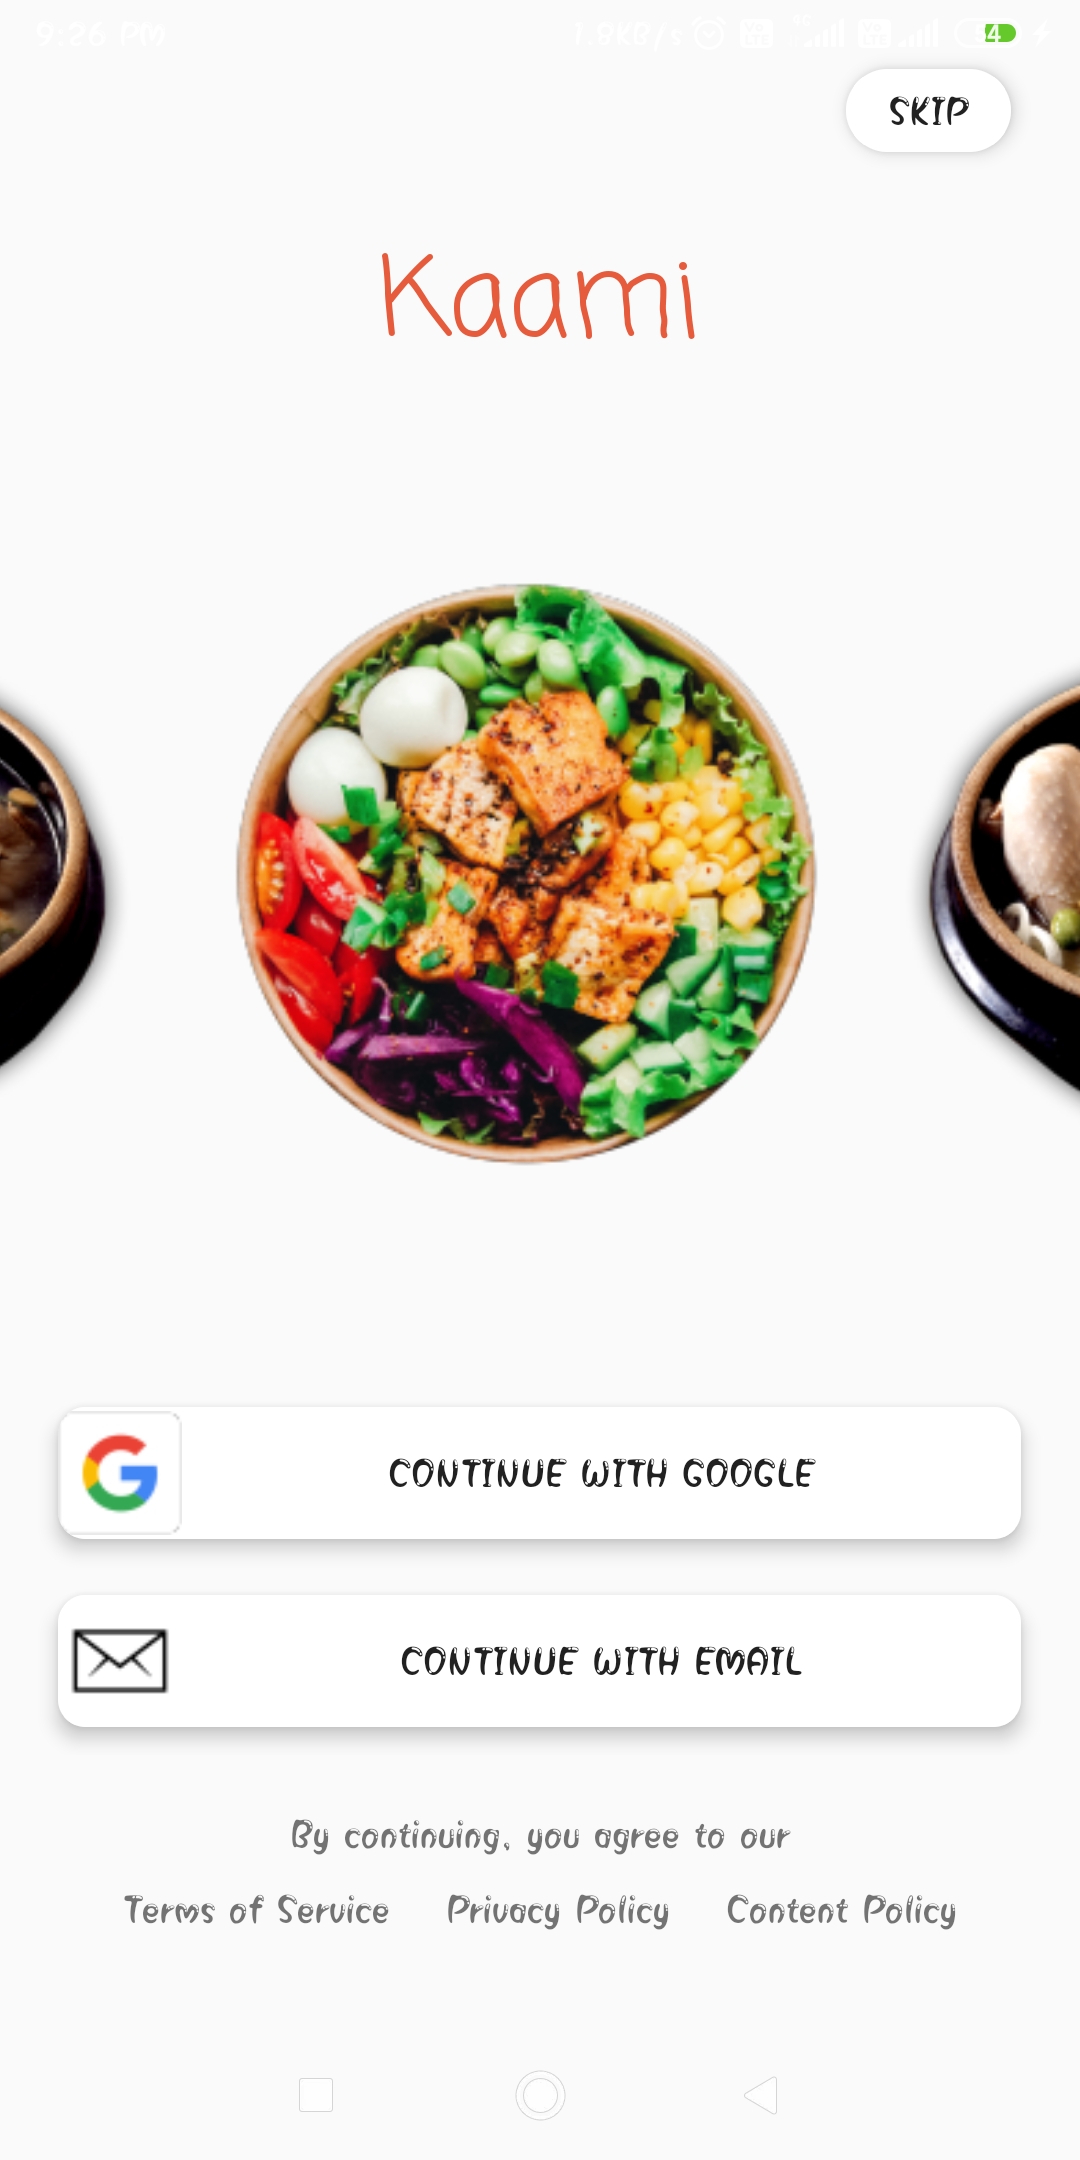 9:26 PM 1.8KB/s
SKIP
Kaami
CONTINUE WITH GOOGLE
CONTINUE WITH EMAIL
By continuing, you agree to our
Terms of Service Privacy Policy Content Policy